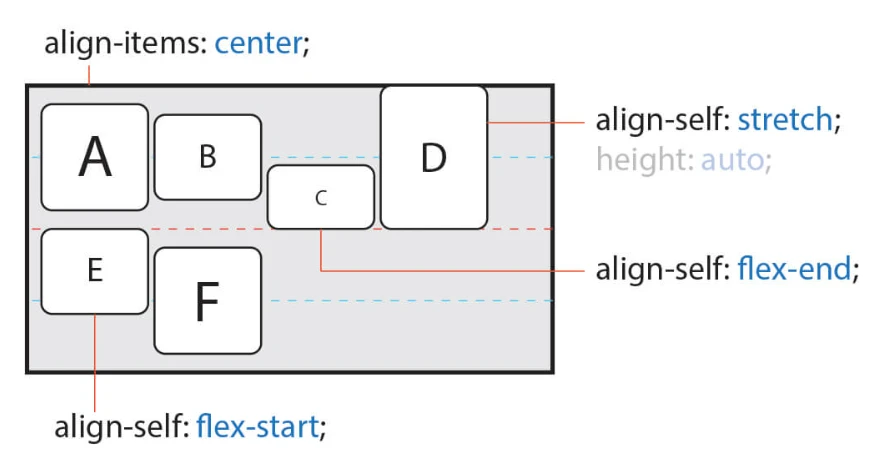 align-items: center;
A
B
C
D
align-self: stretch;
height: auto;
E
F
align-self: flex-end;
align-self: flex-start;